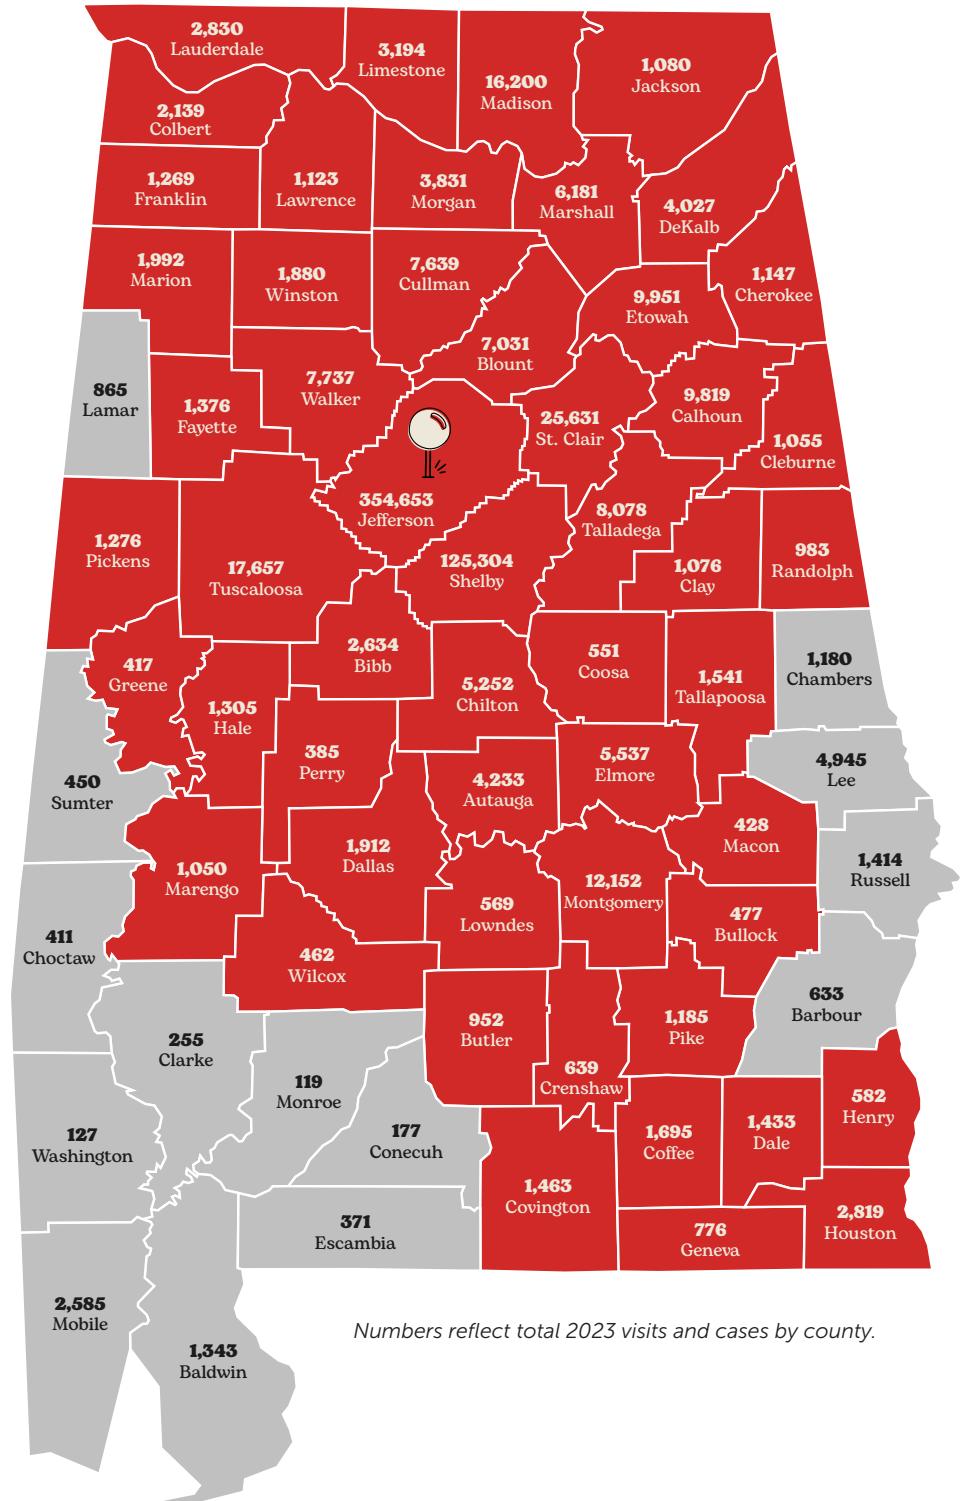 2,830
Lauderdale
3,194
Limestone
16,200
Madison
1,080
Jackson
2,139
Colbert
1,269
Franklin
1,123
Lawrence
3,831
Morgan
6,181
Marshall
4,027
DeKalb
1,992
Marion
1,880
Winston
7,639
Cullman
9,951
Etowah
1,147
Cherokee
7,031
Blount
865
Lamar
1,376
Fayette
7,737
Walker
25,631
St. Clair
9,819
Calhoun
1,055
Cleburne
354,653
Jefferson
8,078
Talladega
1,276
Pickens
17,657
Tuscaloosa
125,304
Shelby
1,076
Clay
983
Randolph
417
Greene
2,634
Bibb
551
Coosa
1,180
Chambers
1,305
Hale
5,252
Chilton
1,541
Tallapoosa
385
Perry
5,537
Elmore
4,945
Lee
450
Sumter
4,233
Autauga
428
Macon
1,050
Marengo
1,912
Dallas
1,414
Russell
569
Lowndes
12,152
Montgomery
477
Bullock
411
Choctaw
462
Wilcox
633
Barbour
255
Clarke
952
Butler
1,185
Pike
119
Monroe
639
Crenshaw
582
Henry
127
Washington
177
Conecuh
1,695
Coffee
1,433
Dale
1,463
Covington
371
Escambia
776
Geneva
2,819
Houston
2,585
Mobile
1,343
Baldwin
Numbers reflect total 2023 visits and cases by county.